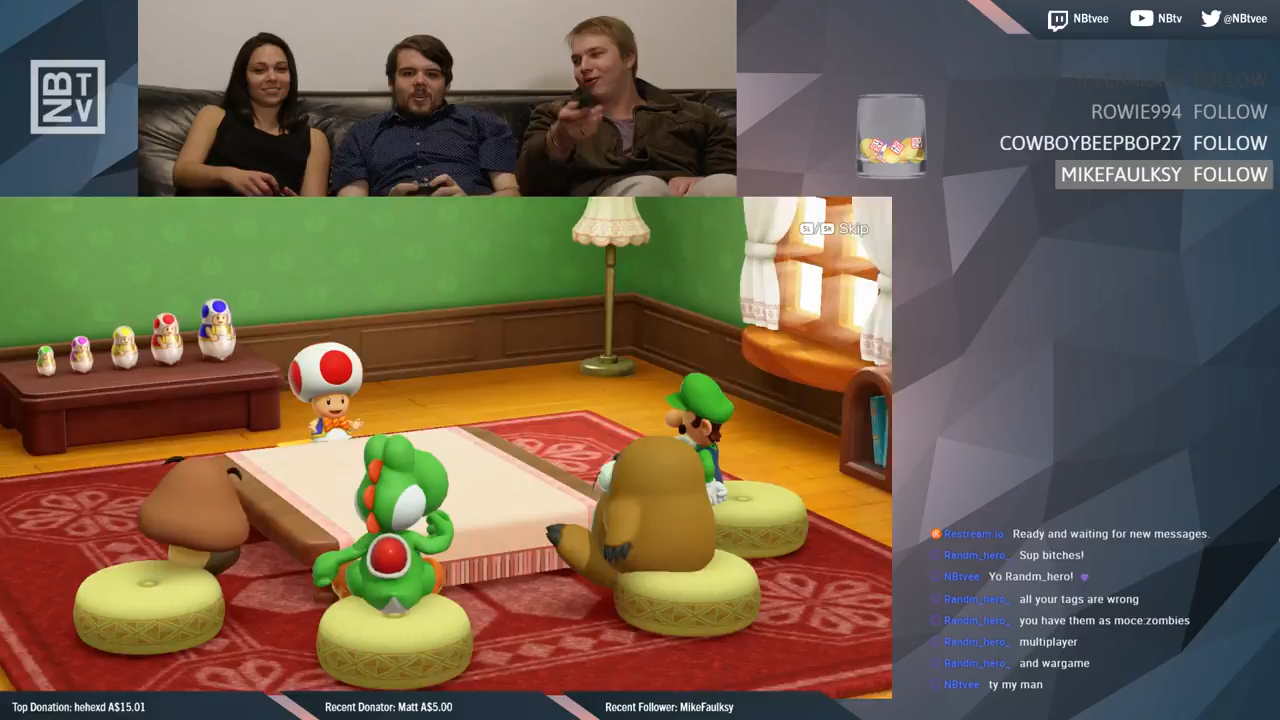 NBTV
NBtvee NBtv @NBtvee
FOLLOW
ROWIE994 FOLLOW
COWBOYBEEPBOP27 FOLLOW
MIKEFAULKSY FOLLOW
SL/SR Skip
Restream.io Ready and waiting for new messages.
Randm_hero_ Sup bitches!
NBtvee Yo Randm_hero!
Randm_hero_ all your tags are wrong
Randm_hero_ you have them as moce:zombies
Randm_hero_ multiplayer
Randm_hero_ and wargame
NBtvee ty my man
Top Donation: hehexd A$15.01 Recent Donator: Matt A$5.00 Recent Follower: MikeFaulksy